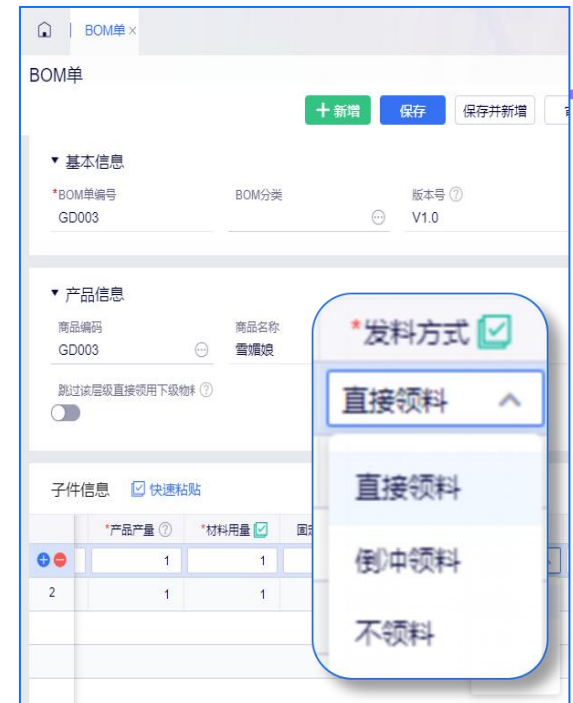 BOM单 ×
BOM单
+ 新增 保存 保存并新增
▼ 基本信息
*BOM单编号 BOM分类 版本号 ?
GD003 V1.0
▼ 产品信息
商品编码 商品名称
GD003 雪媚娘
跳过该层级直接领用下级物料 ?
*发料方式
直接领料
直接领料
倒冲领料
不领料
子件信息 快速粘贴
*产品产量 ? *材料用量
1 1
2 1 1